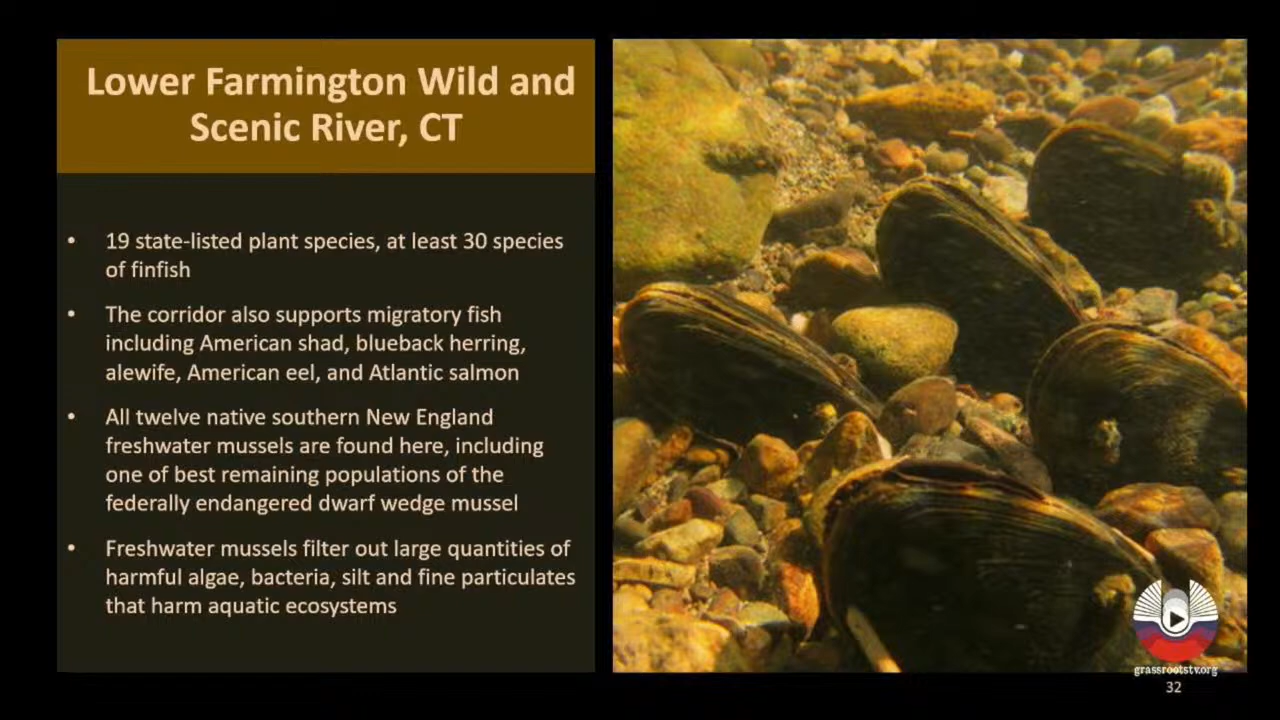 Lower Farmington Wild and
Scenic River, CT
• 19 state-listed plant species, at least 30 species
of finfish
• The corridor also supports migratory fish
including American shad, blueback herring,
alewife, American eel, and Atlantic salmon
• All twelve native southern New England
freshwater mussels are found here, including
one of best remaining populations of the
federally endangered dwarf wedge mussel
• Freshwater mussels filter out large quantities of
harmful algae, bacteria, silt and fine particulates
that harm aquatic ecosystems
grassrootstv.org
32